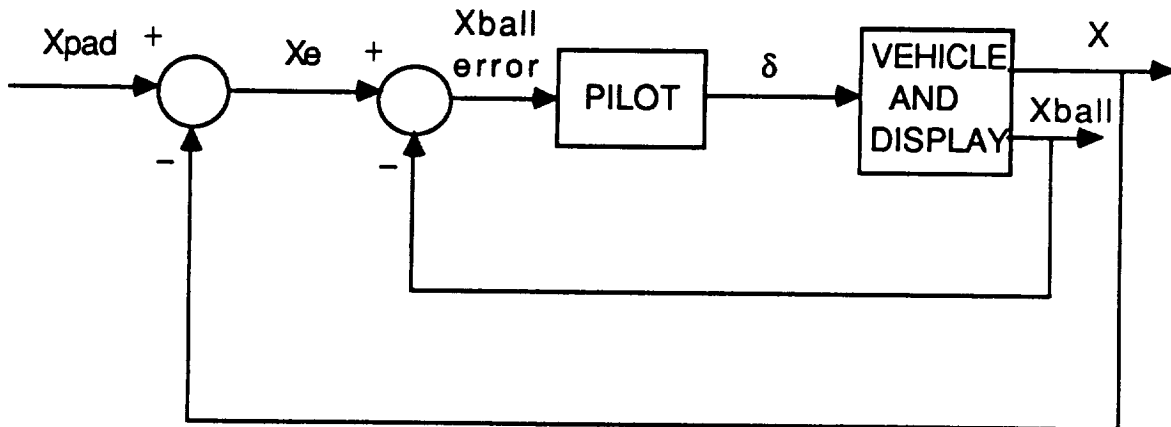 Xpad
+
−
Xe
+
−
Xball
error
PILOT
δ
VEHICLE
AND
DISPLAY
X
Xball